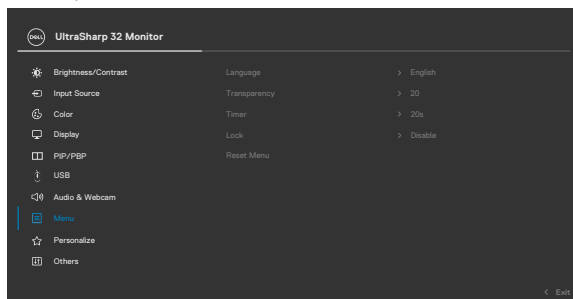 DELL UltraSharp 32 Monitor
Brightness/Contrast Language > English
Input Source Transparency > 20
Color Timer > 20s
Display Lock > Disable
PIP/PBP Reset Menu
USB
Audio & Webcam
Menu
Personalize
Others
< Exit